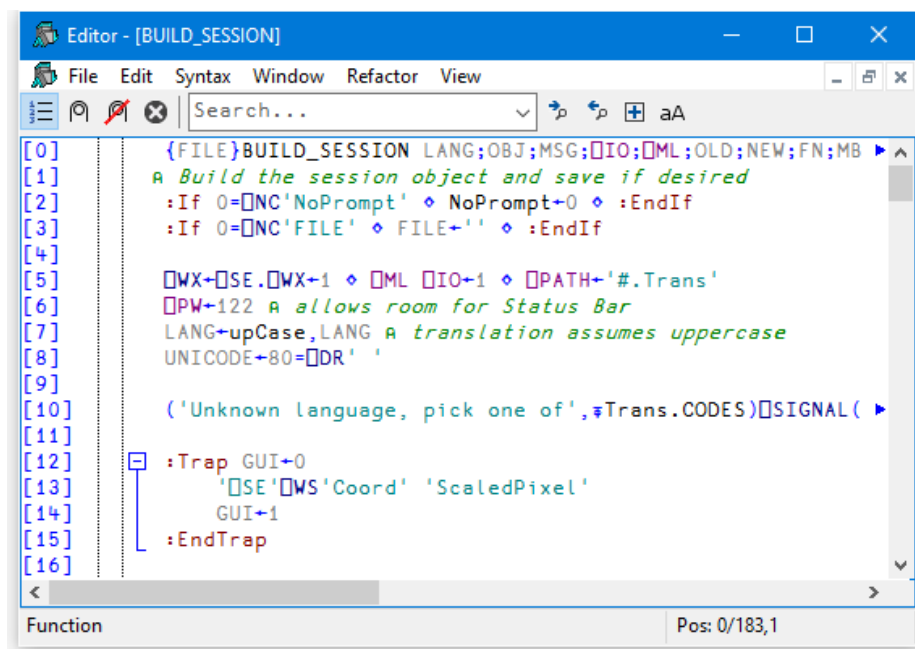 Editor - [BUILD_SESSION]
File Edit Syntax Window Refactor View
Search... aA
[0] {FILE}BUILD_SESSION LANG;OBJ;MSG;⎕IO;⎕ML;OLD;NEW;FN;MB
[1] ⍝ Build the session object and save if desired
[2] :If 0=⎕NC'NoPrompt' ⋄ NoPrompt←0 ⋄ :EndIf
[3] :If 0=⎕NC'FILE' ⋄ FILE←'' ⋄ :EndIf
[4]
[5] ⎕WX←⎕SE.⎕WX←1 ⋄ ⎕ML ⎕IO←1 ⋄ ⎕PATH←'#.Trans'
[6] ⎕PW←122 ⍝ allows room for Status Bar
[7] LANG←upCase,LANG ⍝ translation assumes uppercase
[8] UNICODE←80=⎕DR' '
[9]
[10] ('Unknown language, pick one of',⍕Trans.CODES)⎕SIGNAL(
[11]
[12] :Trap GUI←0
[13] '⎕SE'⎕WS'Coord' 'ScaledPixel'
[14] GUI←1
[15] :EndTrap
[16]
Function Pos: 0/183,1